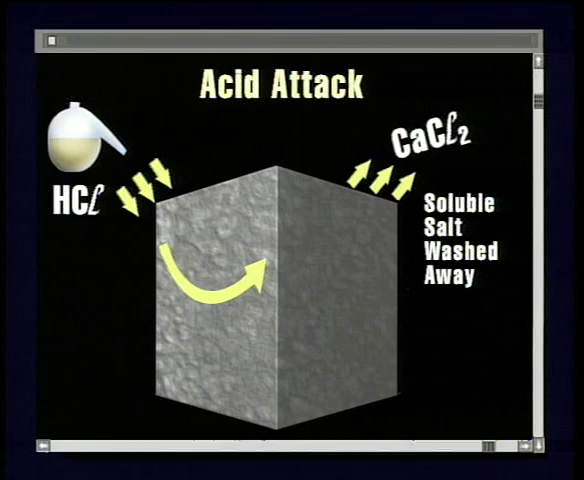 Acid Attack
HCl
CaCl₂
Soluble
Salt
Washed
Away